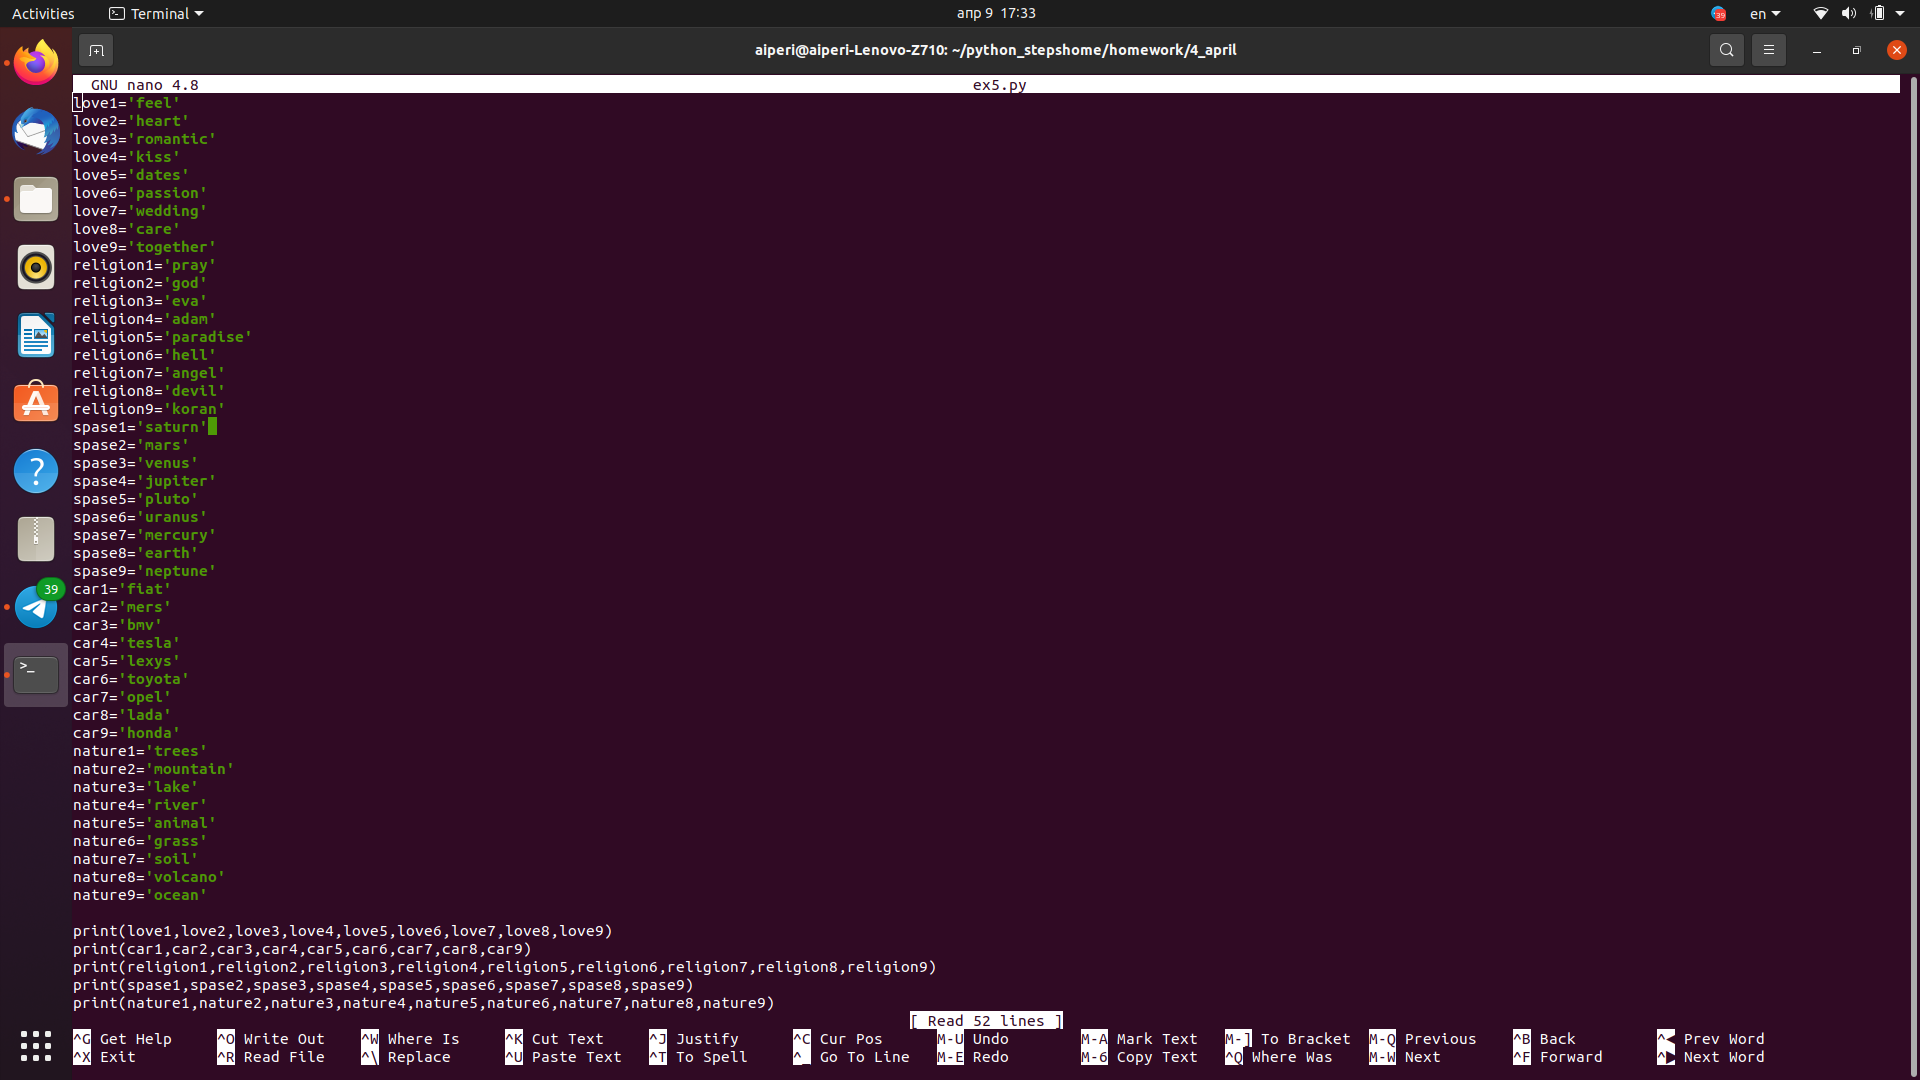 Activities Terminal апр 9 17:33 en
aiperi@aiperi-Lenovo-Z710: ~/python_stepshome/homework/4_april
GNU nano 4.8 ex5.py
love1='feel'
love2='heart'
love3='romantic'
love4='kiss'
love5='dates'
love6='passion'
love7='wedding'
love8='care'
love9='together'
religion1='pray'
religion2='god'
religion3='eva'
religion4='adam'
religion5='paradise'
religion6='hell'
religion7='angel'
religion8='devil'
religion9='koran'
spase1='saturn'
spase2='mars'
spase3='venus'
spase4='jupiter'
spase5='pluto'
spase6='uranus'
spase7='mercury'
spase8='earth'
spase9='neptune'
car1='fiat'
car2='mers'
car3='bmv'
car4='tesla'
car5='lexys'
car6='toyota'
car7='opel'
car8='lada'
car9='honda'
nature1='trees'
nature2='mountain'
nature3='lake'
nature4='river'
nature5='animal'
nature6='grass'
nature7='soil'
nature8='volcano'
nature9='ocean'
print(love1,love2,love3,love4,love5,love6,love7,love8,love9)
print(car1,car2,car3,car4,car5,car6,car7,car8,car9)
print(religion1,religion2,religion3,religion4,religion5,religion6,religion7,religion8,religion9)
print(spase1,spase2,spase3,spase4,spase5,spase6,spase7,spase8,spase9)
print(nature1,nature2,nature3,nature4,nature5,nature6,nature7,nature8,nature9)
[ Read 52 lines ]
^G Get Help ^O Write Out ^W Where Is ^K Cut Text ^J Justify ^C Cur Pos M-U Undo M-A Mark Text M-] To Bracket M-Q Previous ^B Back ^◀ Prev Word
^X Exit ^R Read File ^\ Replace ^U Paste Text ^T To Spell ^_ Go To Line M-E Redo M-6 Copy Text ^Q Where Was M-W Next ^F Forward ^▶ Next Word
39
>_